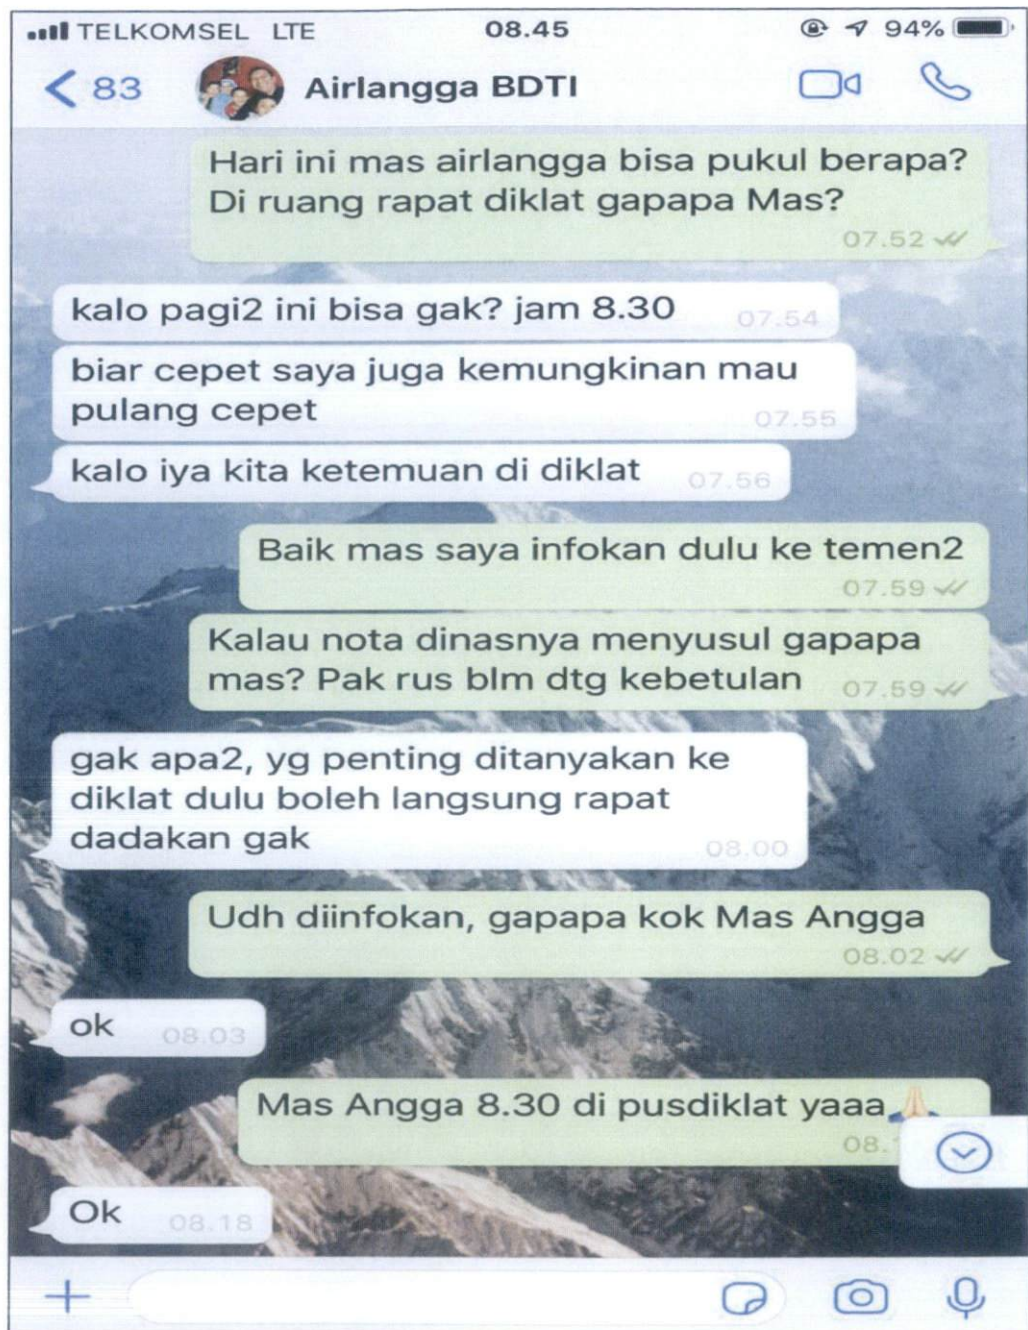 TELKOMSEL LTE 08.45 94%
83 Airlangga BDTI
Hari ini mas airlangga bisa pukul berapa?
Di ruang rapat diklat gapapa Mas?
07.52
kalo pagi2 ini bisa gak? jam 8.30 07.54
biar cepet saya juga kemungkinan mau
pulang cepet 07.55
kalo iya kita ketemuan di diklat 07.56
Baik mas saya infokan dulu ke temen2
07.59
Kalau nota dinasnya menyusul gapapa
mas? Pak rus blm dtg kebetulan 07.59
gak apa2, yg penting ditanyakan ke
diklat dulu boleh langsung rapat
dadakan gak 08.00
Udh diinfokan, gapapa kok Mas Angga
08.02
ok 08.03
Mas Angga 8.30 di pusdiklat yaaa🙏🏻
Ok 08.18